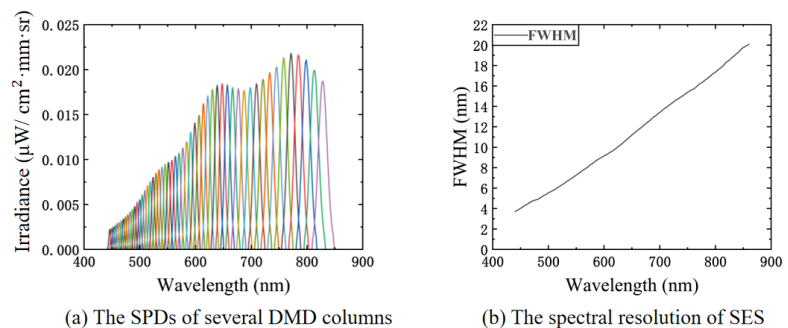 0.025
0.020
0.015
0.010
0.005
0.000
Irradiance (μW/ cm²·mm·sr)
400 500 600 700 800 900
Wavelength (nm)
(a) The SPDs of several DMD columns
22
20
18
16
14
12
10
8
6
4
2
0
FWHM (nm)
FWHM
400 500 600 700 800 900
Wavelength (nm)
(b) The spectral resolution of SES